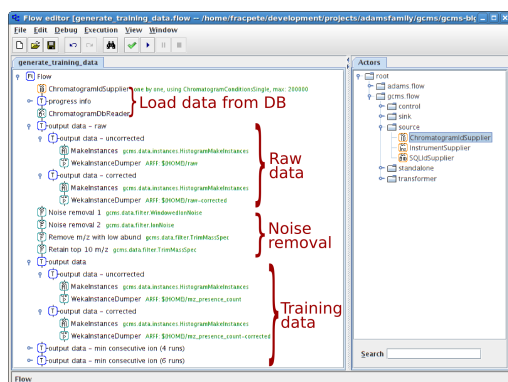 Flow editor [generate_training_data.flow — /home/fracpete/development/projects/adamsfamily/gcms/gcms-blg
File Edit Debug Execution View Window
generate_training_data
Flow
ChromatogramIdSupplier one by one, using ChromatogramConditionsSingle, max: 200000
progress info
ChromatogramDbReader
Load data from DB
output data - raw
output data - uncorrected
MakeInstances gcms.data.instances.HistogramMakeInstances
WekaInstanceDumper ARFF: $HOME/raw
output data - corrected
MakeInstances gcms.data.instances.HistogramMakeInstances
WekaInstanceDumper ARFF: $HOME/raw-corrected
Raw
data
Noise removal 1 gcms.data.filter.WindowedIonNoise
Noise removal 2 gcms.data.filter.IonNoise
Remove m/z with low abund gcms.data.filter.TrimMassSpec
Retain top 10 m/z gcms.data.filter.TrimMassSpec
Noise
removal
output data
output data - uncorrected
MakeInstances gcms.data.instances.HistogramMakeInstances
WekaInstanceDumper ARFF: $HOME/mz_presence_count
output data - corrected
MakeInstances gcms.data.instances.HistogramMakeInstances
WekaInstanceDumper ARFF: $HOME/mz_presence_count-corrected
output data - min consecutive ion (4 runs)
output data - min consecutive ion (6 runs)
Training
data
Actors
root
adams.flow
gcms.flow
control
sink
source
ChromatogramIdSupplier
InstrumentSupplier
SQLIdSupplier
standalone
transformer
Search
Flow